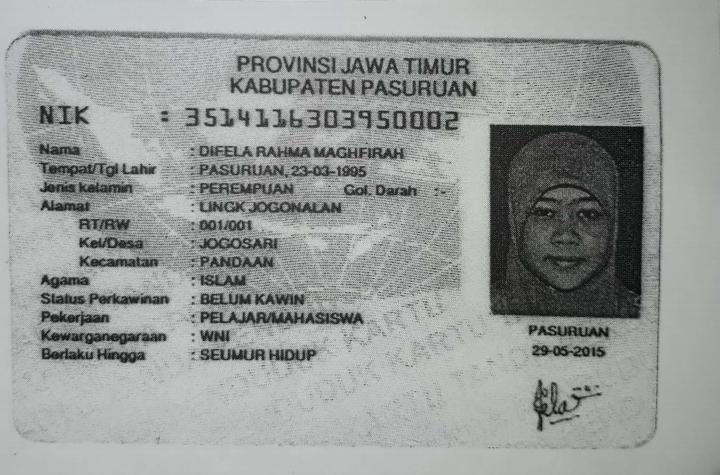 PROVINSI JAWA TIMUR
KABUPATEN PASURUAN
NIK : 3514116303950002
Nama : DIFELA RAHMA MAGHFIRAH
Tempat/Tgl Lahir : PASURUAN, 23-03-1995
Jenis kelamin : PEREMPUAN Gol. Darah :-
Alamat : LINGK JOGONALAN
RT/RW : 001/001
Kel/Desa : JOGOSARI
Kecamatan : PANDAAN
Agama : ISLAM
Status Perkawinan : BELUM KAWIN
Pekerjaan : PELAJAR/MAHASISWA
Kewarganegaraan : WNI
Berlaku Hingga : SEUMUR HIDUP
PASURUAN
29-05-2015